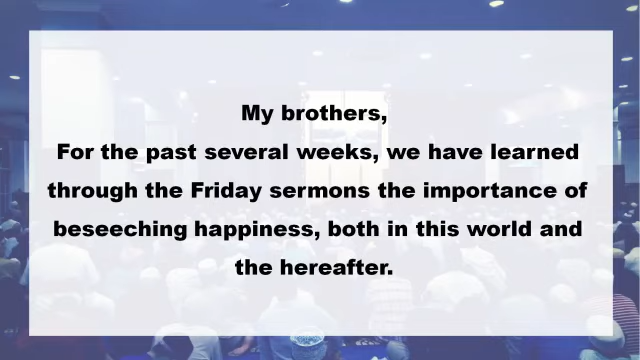 My brothers,
For the past several weeks, we have learned
through the Friday sermons the importance of
beseeching happiness, both in this world and
the hereafter.